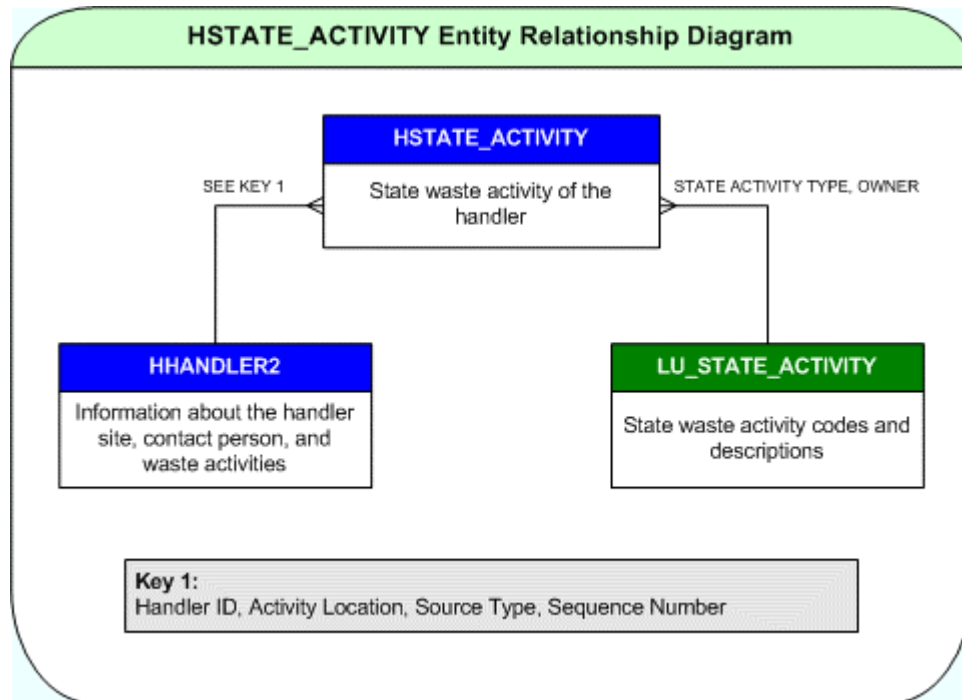 HSTATE_ACTIVITY Entity Relationship Diagram
HSTATE_ACTIVITY
SEE KEY 1
State waste activity of the
handler
STATE ACTIVITY TYPE, OWNER
HHANDLER2
Information about the handler
site, contact person, and
waste activities
LU_STATE_ACTIVITY
State waste activity codes and
descriptions
Key 1:
Handler ID, Activity Location, Source Type, Sequence Number